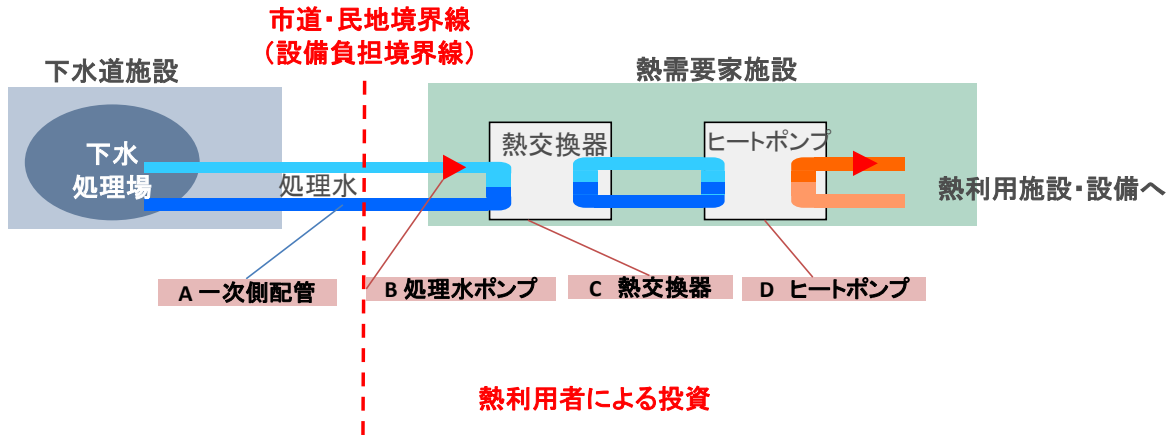 市道・民地境界線
(設備負担境界線)
下水道施設
熱需要家施設
下水
処理場
処理水
熱交換器
ヒートポンプ
熱利用施設・設備へ
A 一次側配管
B 処理水ポンプ
C 熱交換器
D ヒートポンプ
熱利用者による投資